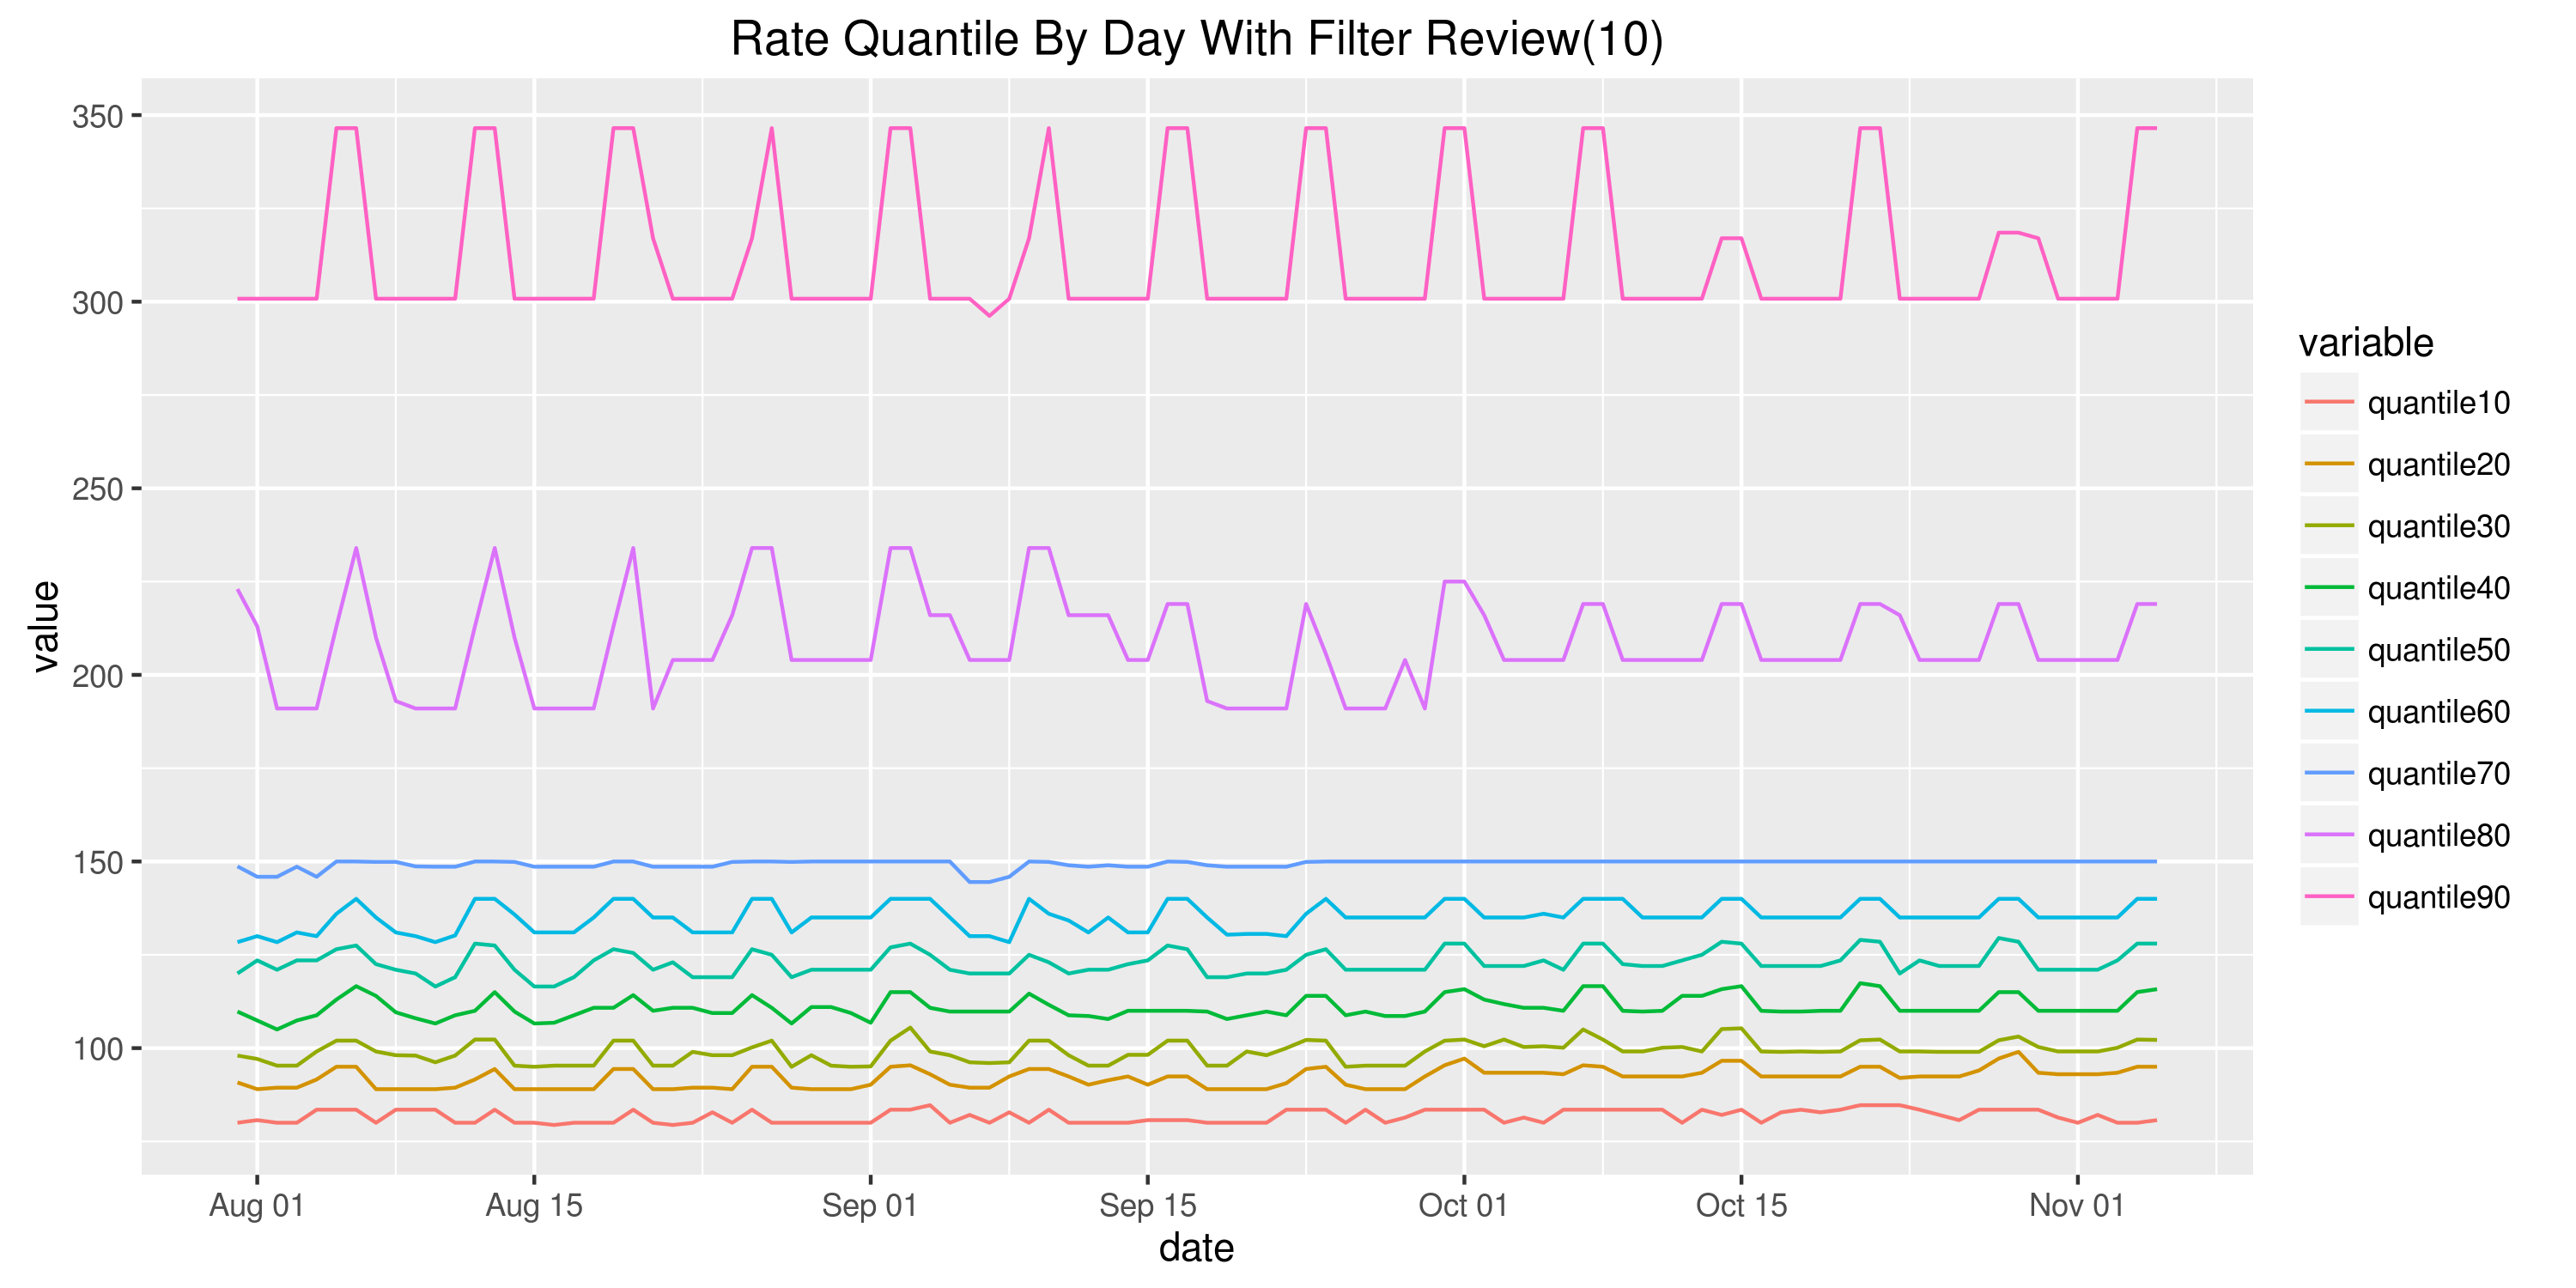 Rate Quantile By Day With Filter Review(10)
350
300
250
200
150
100
value
Aug 01
Aug 15
Sep 01
Sep 15
Oct 01
Oct 15
Nov 01
date
variable
quantile10
quantile20
quantile30
quantile40
quantile50
quantile60
quantile70
quantile80
quantile90